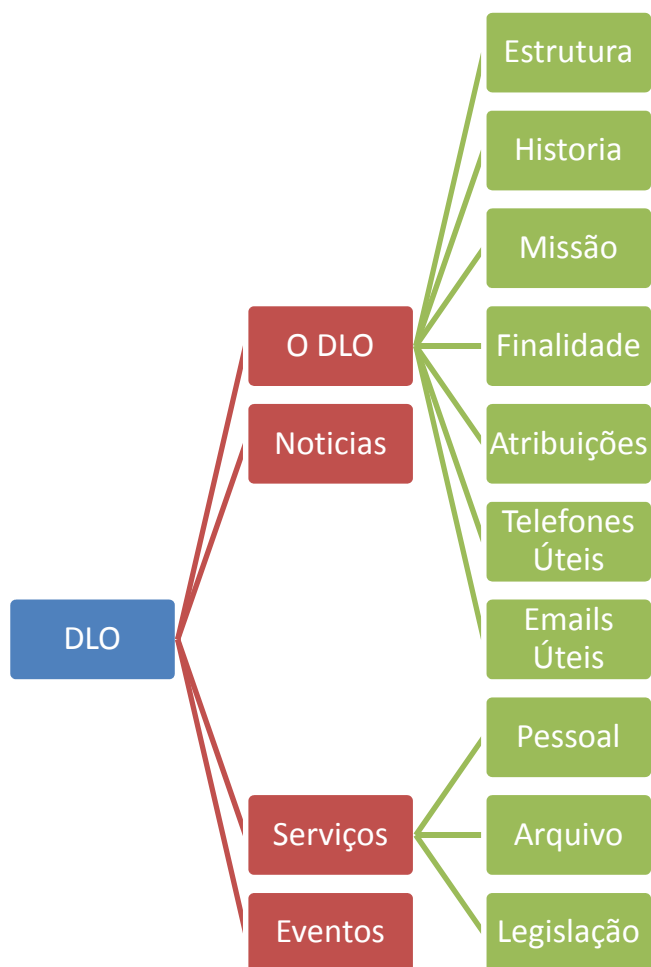 Estrutura
Historia
Missão
O DLO
Finalidade
Noticias
Atribuições
Telefones
Úteis
DLO
Emails
Úteis
Pessoal
Serviços
Arquivo
Eventos
Legislação